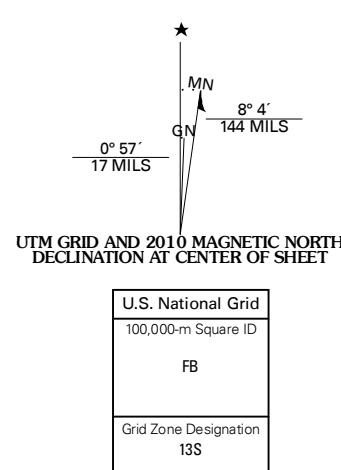 MN
8° 4´
144 MILS
GN
0° 57´
17 MILS
UTM GRID AND 2010 MAGNETIC NORTH
DECLINATION AT CENTER OF SHEET
U.S. National Grid
100,000-m Square ID
FB
Grid Zone Designation
13S